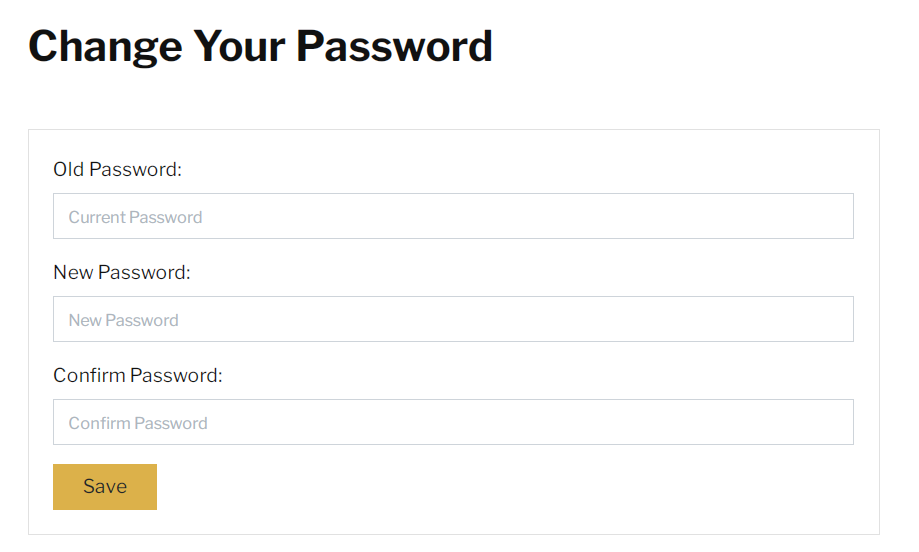 Change Your Password
Old Password:
Current Password
New Password:
New Password
Confirm Password:
Confirm Password
Save